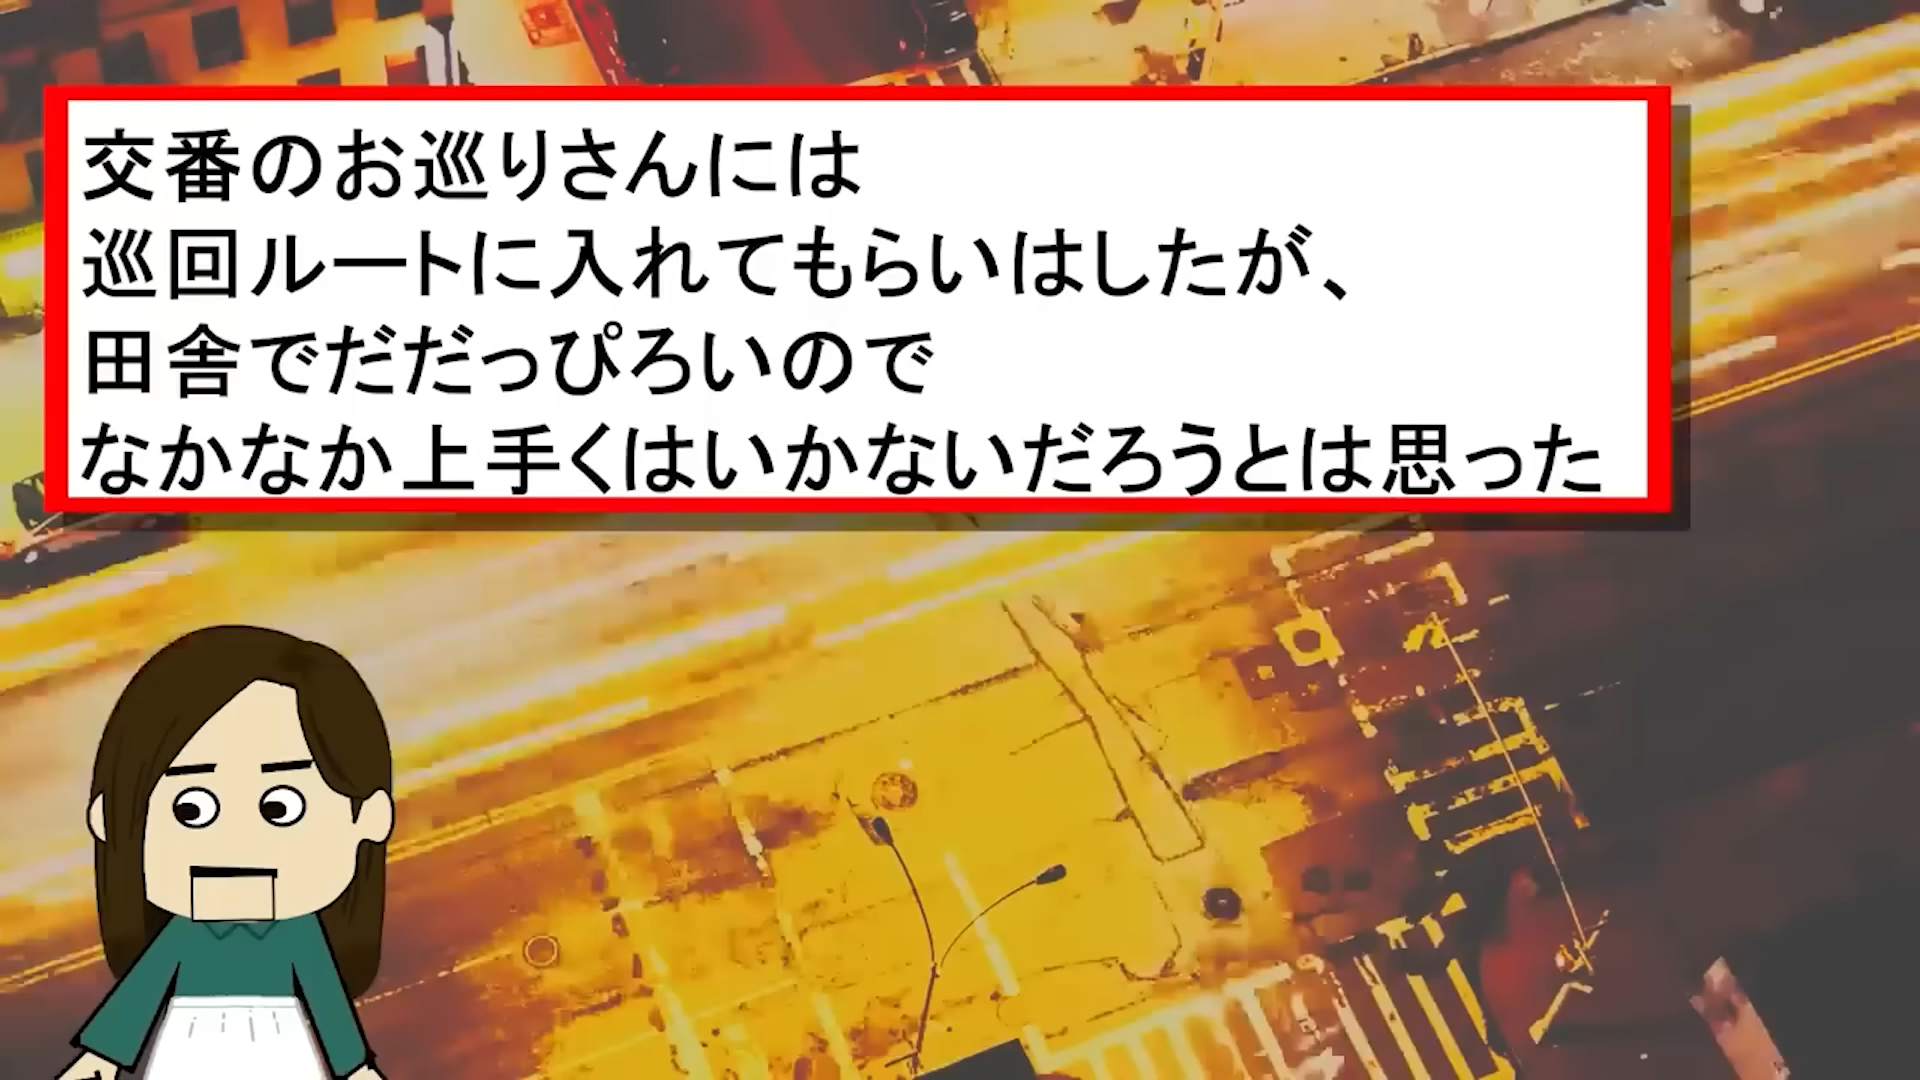 交番のお巡りさんには
巡回ルートに入れてもらいはしたが、
田舎でだだっぴろいので
なかなか上手くはいかないだろうとは思った